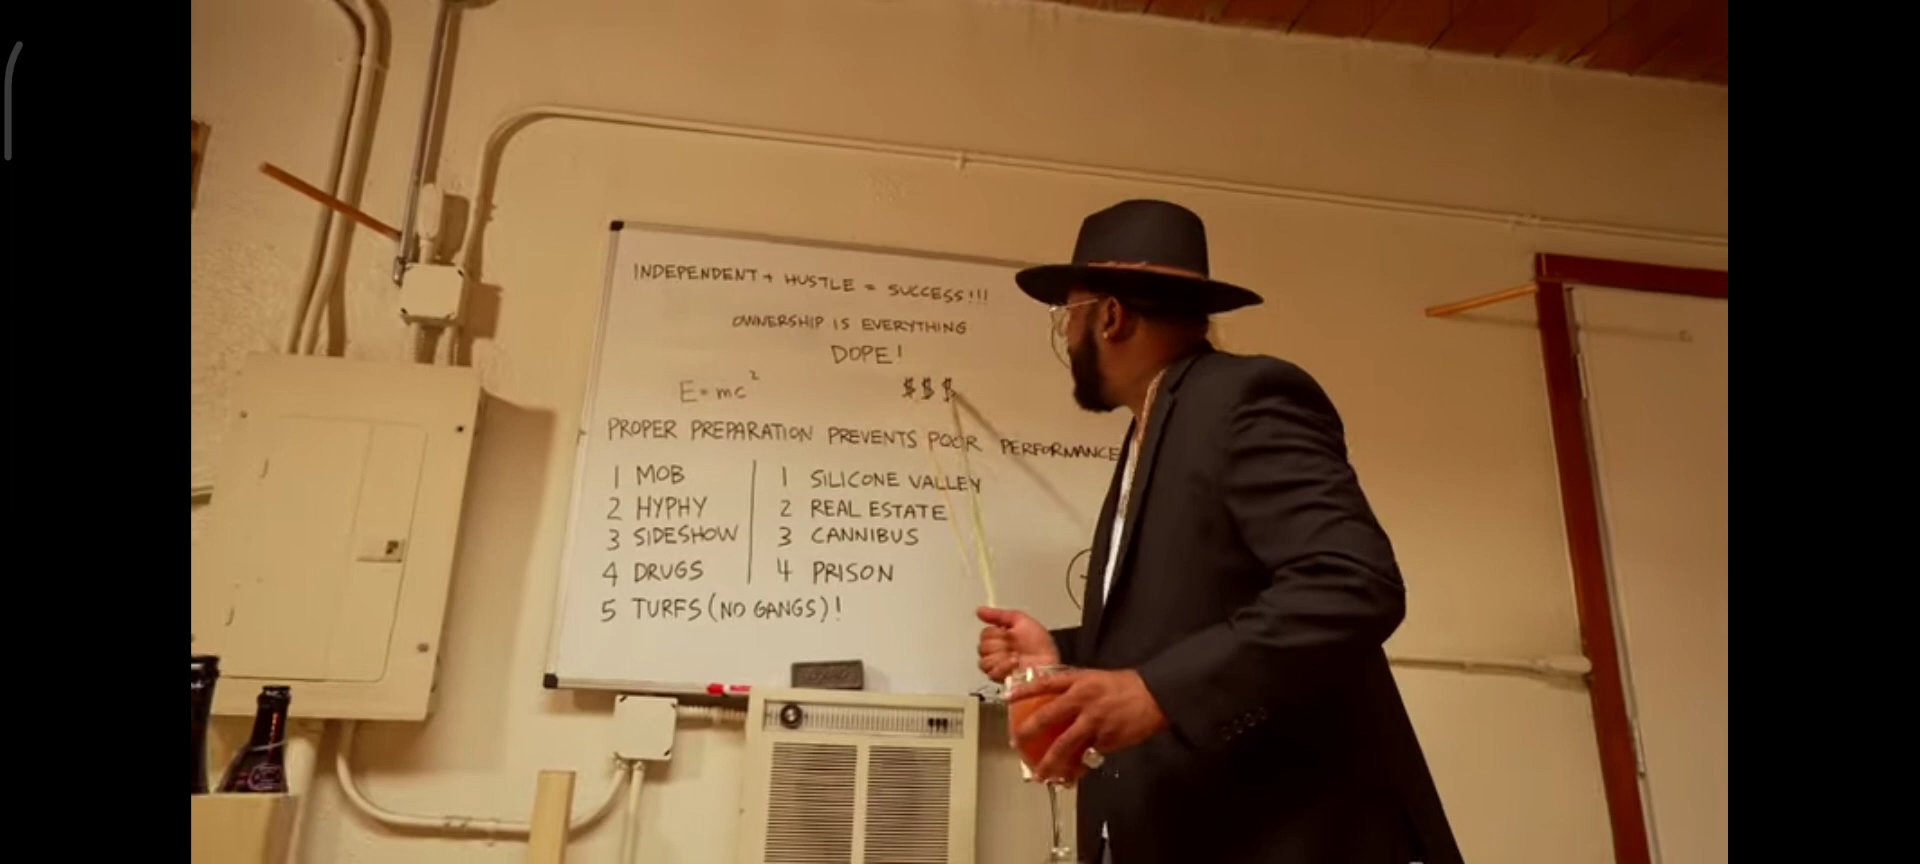 INDEPENDENT + HUSTLE = SUCCESS!!!
OWNERSHIP IS EVERYTHING
DOPE!
E=mc²
$$$
PROPER PREPARATION PREVENTS POOR PERFORMANCE
1 MOB
2 HYPHY
3 SIDESHOW
4 DRUGS
5 TURFS (NO GANGS)!
1 SILICONE VALLEY
2 REAL ESTATE
3 CANNIBUS
4 PRISON